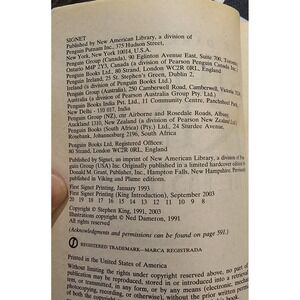 SIGNET
Published by New American Library, a division of
Penguin Putnam Inc., 375 Hudson Street,
New York, New York 10014, U.S.A.
Penguin Group (Canada), 90 Eglinton Avenue East, Suite 700, Toronto,
Ontario M4P 2Y3, Canada (a division of Pearson Penguin Canada Inc.)
Penguin Books Ltd., 80 Strand, London WC2R 0RL, England
Penguin Ireland, 25 St. Stephen's Green, Dublin 2,
Ireland (a division of Penguin Books Ltd.)
Penguin Group (Australia), 250 Camberwell Road, Camberwell, Victoria
Australia (a division of Pearson Australia Group Pty. Ltd.)
Penguin Books India Pvt. Ltd., 11 Community Centre, Panchsheel Park,
New Delhi - 110 017, India
Penguin Group (NZ), cnr Airborne and Rosedale Roads, Albany,
Auckland 1310, New Zealand (a division of Pearson New Zealand Ltd.)
Penguin Books (South Africa) (Pty.) Ltd., 24 Sturdee Avenue,
Rosebank, Johannesburg 2196, South Africa
Penguin Books Ltd, Registered Offices:
80 Strand, London WC2R 0RL, England
Published by Signet, an imprint of New American Library, a division of
Group (USA) Inc. Originally published in a limited hardcover edition
Donald M. Grant, Publisher, Inc., Hampton Falls, New Hampshire. Previously
published in Viking and Plume editions.
First Signet Printing, January 1993
First Signet Printing (King Introduction), September 2003
20 19 18 17 16 15 14 13 12 11 10
Copyright © Stephen King, 1991, 2003
Illustrations copyright © Ned Dameron, 1991
All rights reserved
(Acknowledgments and permissions can be found on page 591.)
REGISTERED TRADEMARK—MARCA REGISTRADA
Printed in the United States of America
Without limiting the rights under copyright reserved above, no part of
publication may be reproduced, stored in or introduced into a retrieval
tem, or transmitted, in any form, or by any means (electronic, mechanical,
photocopying, recording, or otherwise), without the prior written
of both the copyright